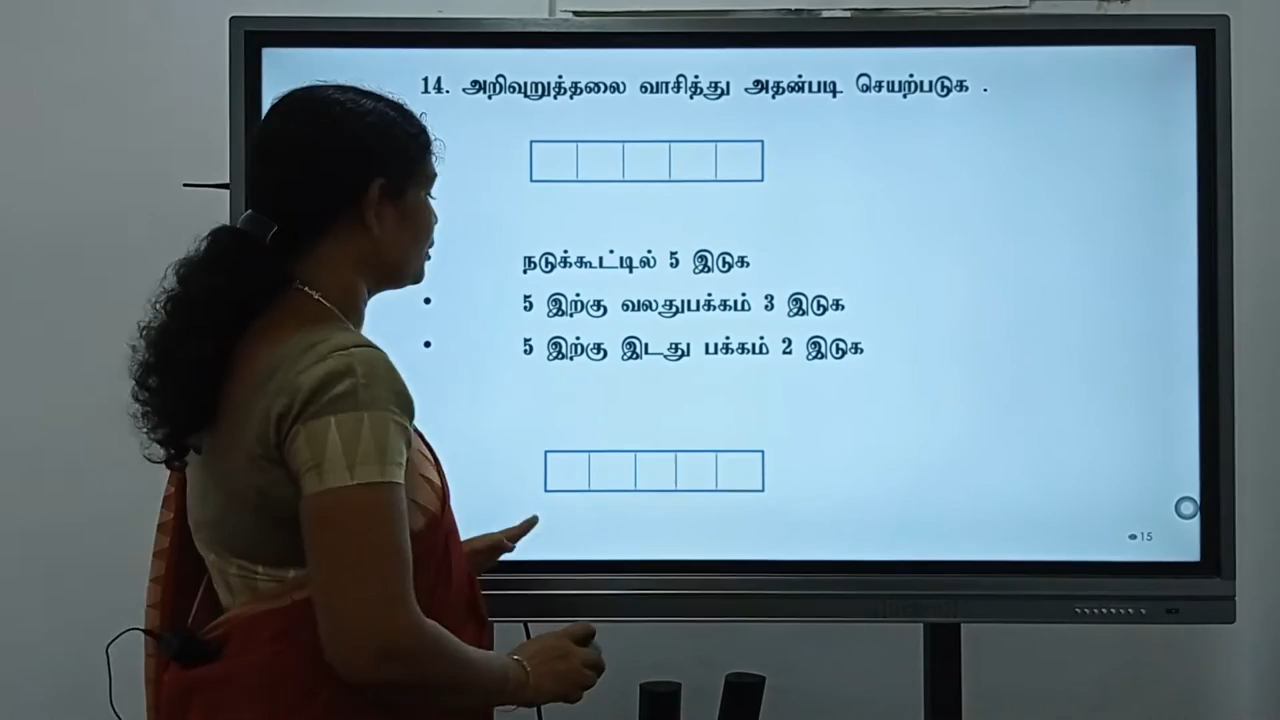 14. அறிவுறுத்தலை வாசித்து அதன்படி செயற்படுக .
நடுக்கூட்டில் 5 இடுக
• 5 இற்கு வலதுபக்கம் 3 இடுக
• 5 இற்கு இடது பக்கம் 2 இடுக
15